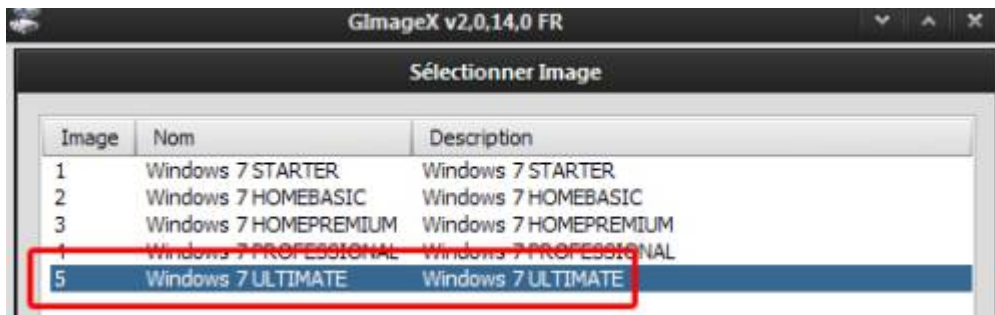 GImageX v2,0,14,0 FR
Sélectionner Image
Image Nom Description
1 Windows 7 STARTER Windows 7 STARTER
2 Windows 7 HOMEBASIC Windows 7 HOMEBASIC
3 Windows 7 HOMEPREMIUM Windows 7 HOMEPREMIUM
4 Windows 7 PROFESSIONAL Windows 7 PROFESSIONAL
5 Windows 7 ULTIMATE Windows 7 ULTIMATE